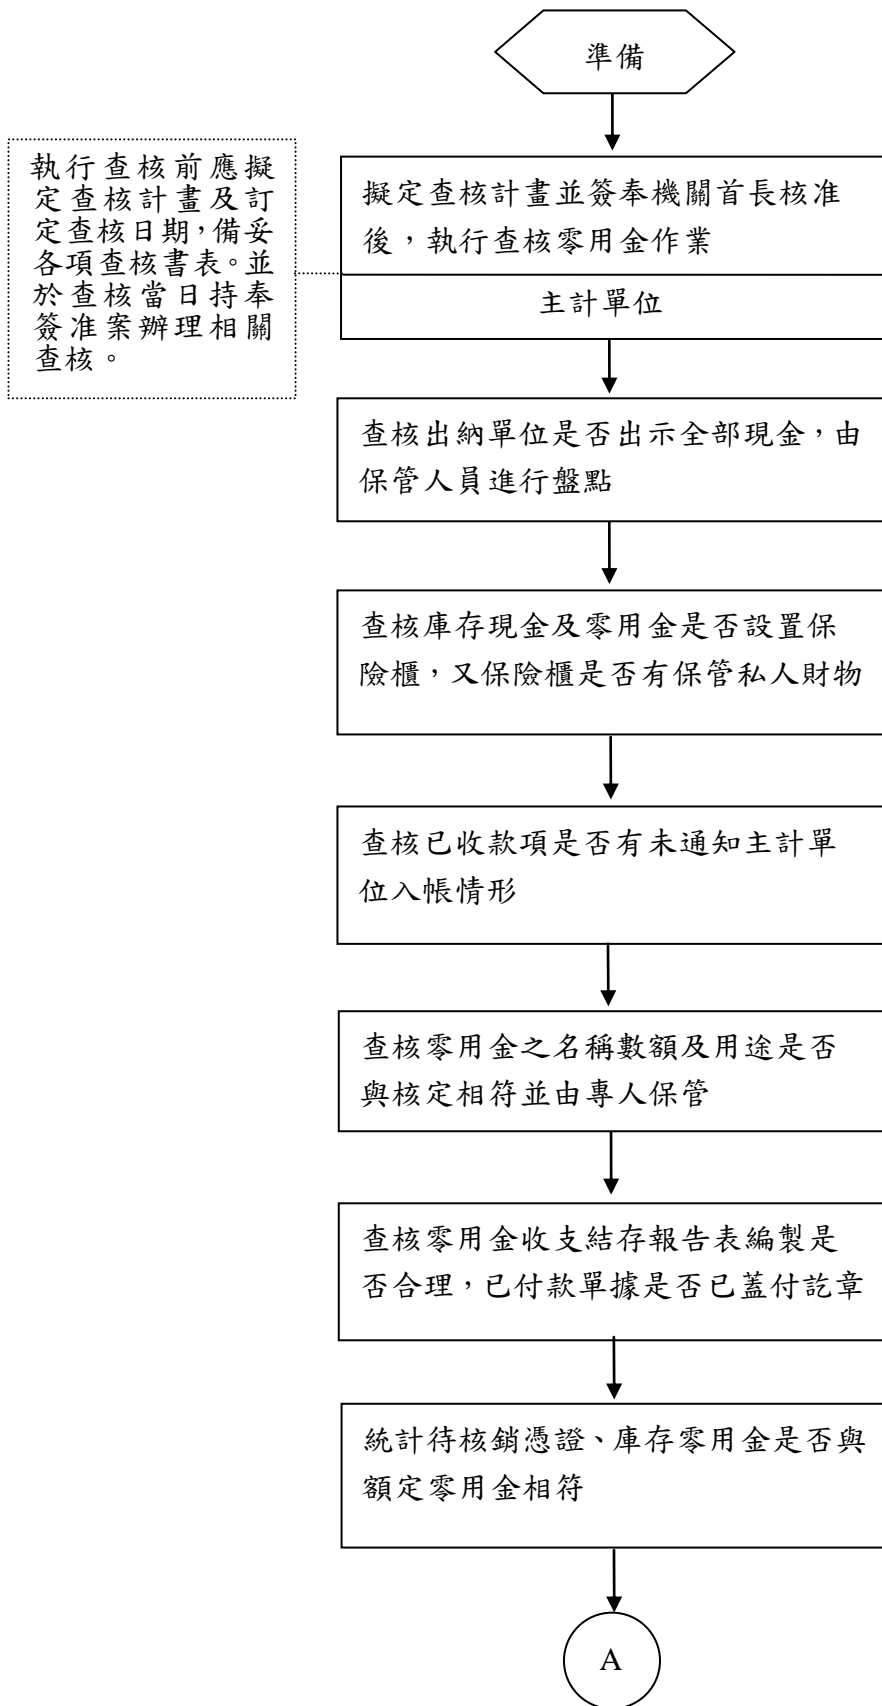 準備
執行查核前應擬
定查核計畫及訂
定查核日期，備妥
各項查核書表。並
於查核當日持奉
簽准案辦理相關
查核。
擬定查核計畫並簽奉機關首長核准
後，執行查核零用金作業
主計單位
查核出納單位是否出示全部現金，由
保管人員進行盤點
查核庫存現金及零用金是否設置保
險櫃，又保險櫃是否有保管私人財物
查核已收款項是否有未通知主計單
位入帳情形
查核零用金之名稱數額及用途是否
與核定相符並由專人保管
查核零用金收支結存報告表編製是
否合理，已付款單據是否已蓋付訖章
統計待核銷憑證、庫存零用金是否與
額定零用金相符
A